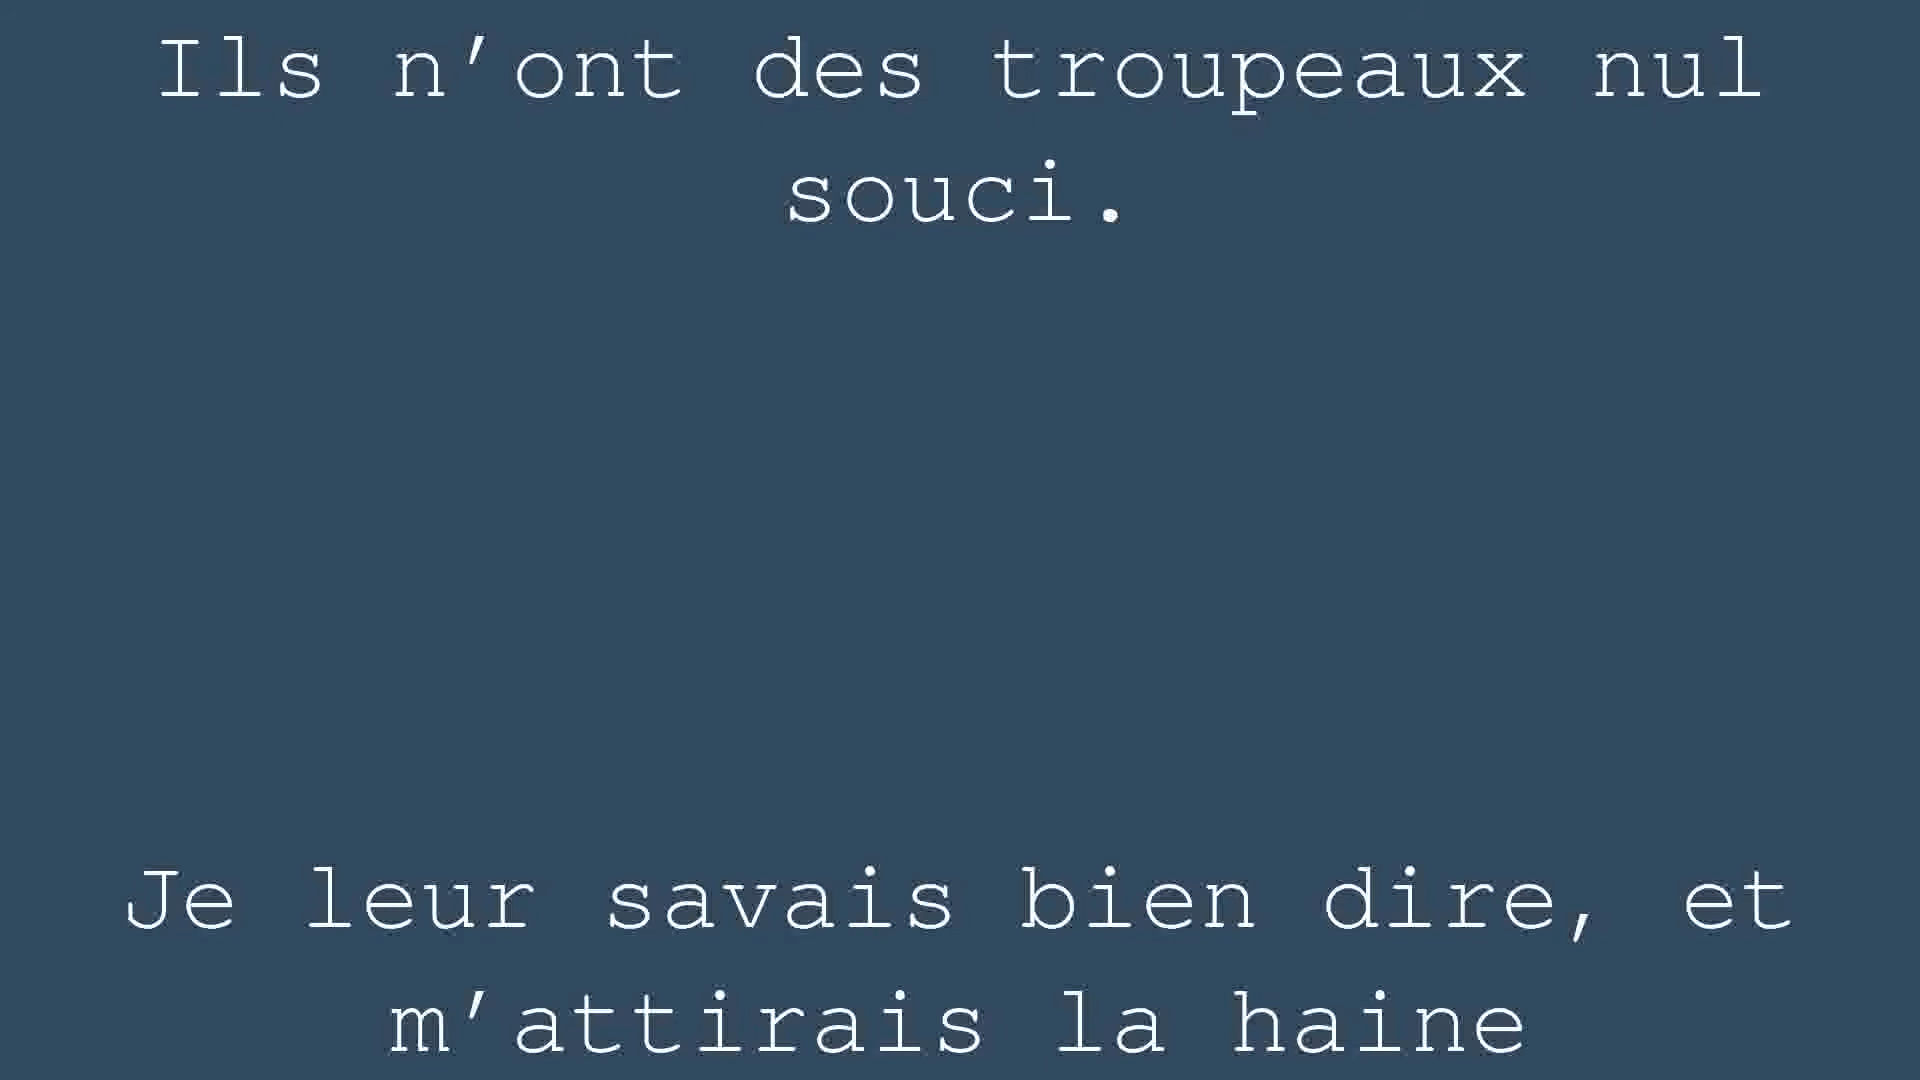 Ils n’ont des troupeaux nul
souci.
Je leur savais bien dire, et
m’attirais la haine